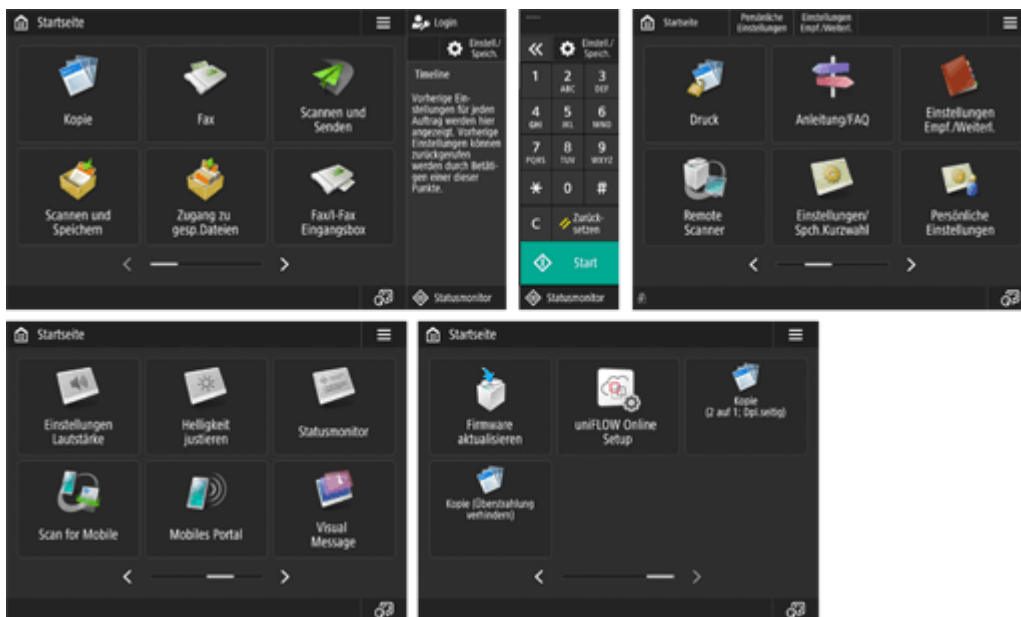 Startseite
Kopie
Fax
Scannen und
Senden
Scannen und
Speichern
Zugang zu
gesp.Dateien
Fax/I-Fax
Eingangsbox
Login
Einstell./
Speich.
Timeline
Vorherige Ein-
stellungen für jeden
Auftrag werden hier
angezeigt. Vorherige
Einstellungen können
zurückgerufen
werden durch Betäti-
gen einer dieser
Punkte.
Statusmonitor
Einstell./
Speich.
1 2 3
ABC DEF
4 5 6
GHI JKL MNO
7 8 9
PQRS TUV WXYZ
* 0 #
C Zurück-
setzen
Start
Statusmonitor
Startseite
Persönliche
Einstellungen
Einstellungen
Empf./Weiterl.
Druck
Anleitung/FAQ
Einstellungen
Empf./Weiterl.
Remote
Scanner
Einstellungen/
Spch.Kurzwahl
Persönliche
Einstellungen
Startseite
Einstellungen
Lautstärke
Helligkeit
justieren
Statusmonitor
Scan for Mobile
Mobiles Portal
Visual
Message
Startseite
Firmware
aktualisieren
uniFLOW Online
Setup
Kopie
(2 auf 1; Dpl.seitig)
Kopie (Überstrahlung
verhindern)